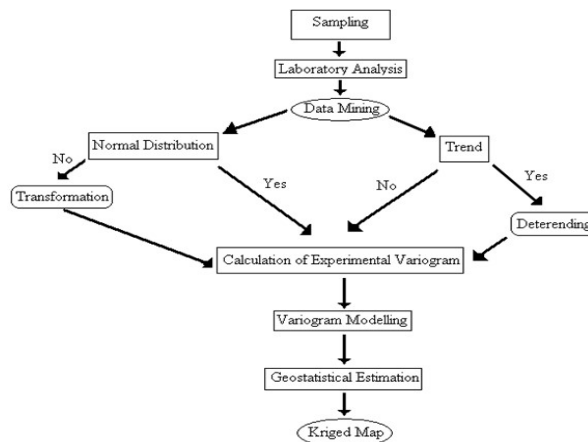 Sampling
Laboratory Analysis
Data Mining
Normal Distribution
Trend
No
Yes
No
Yes
Transformation
Deterending
Calculation of Experimental Variogram
Variogram Modelling
Geostatistical Estimation
Kriged Map